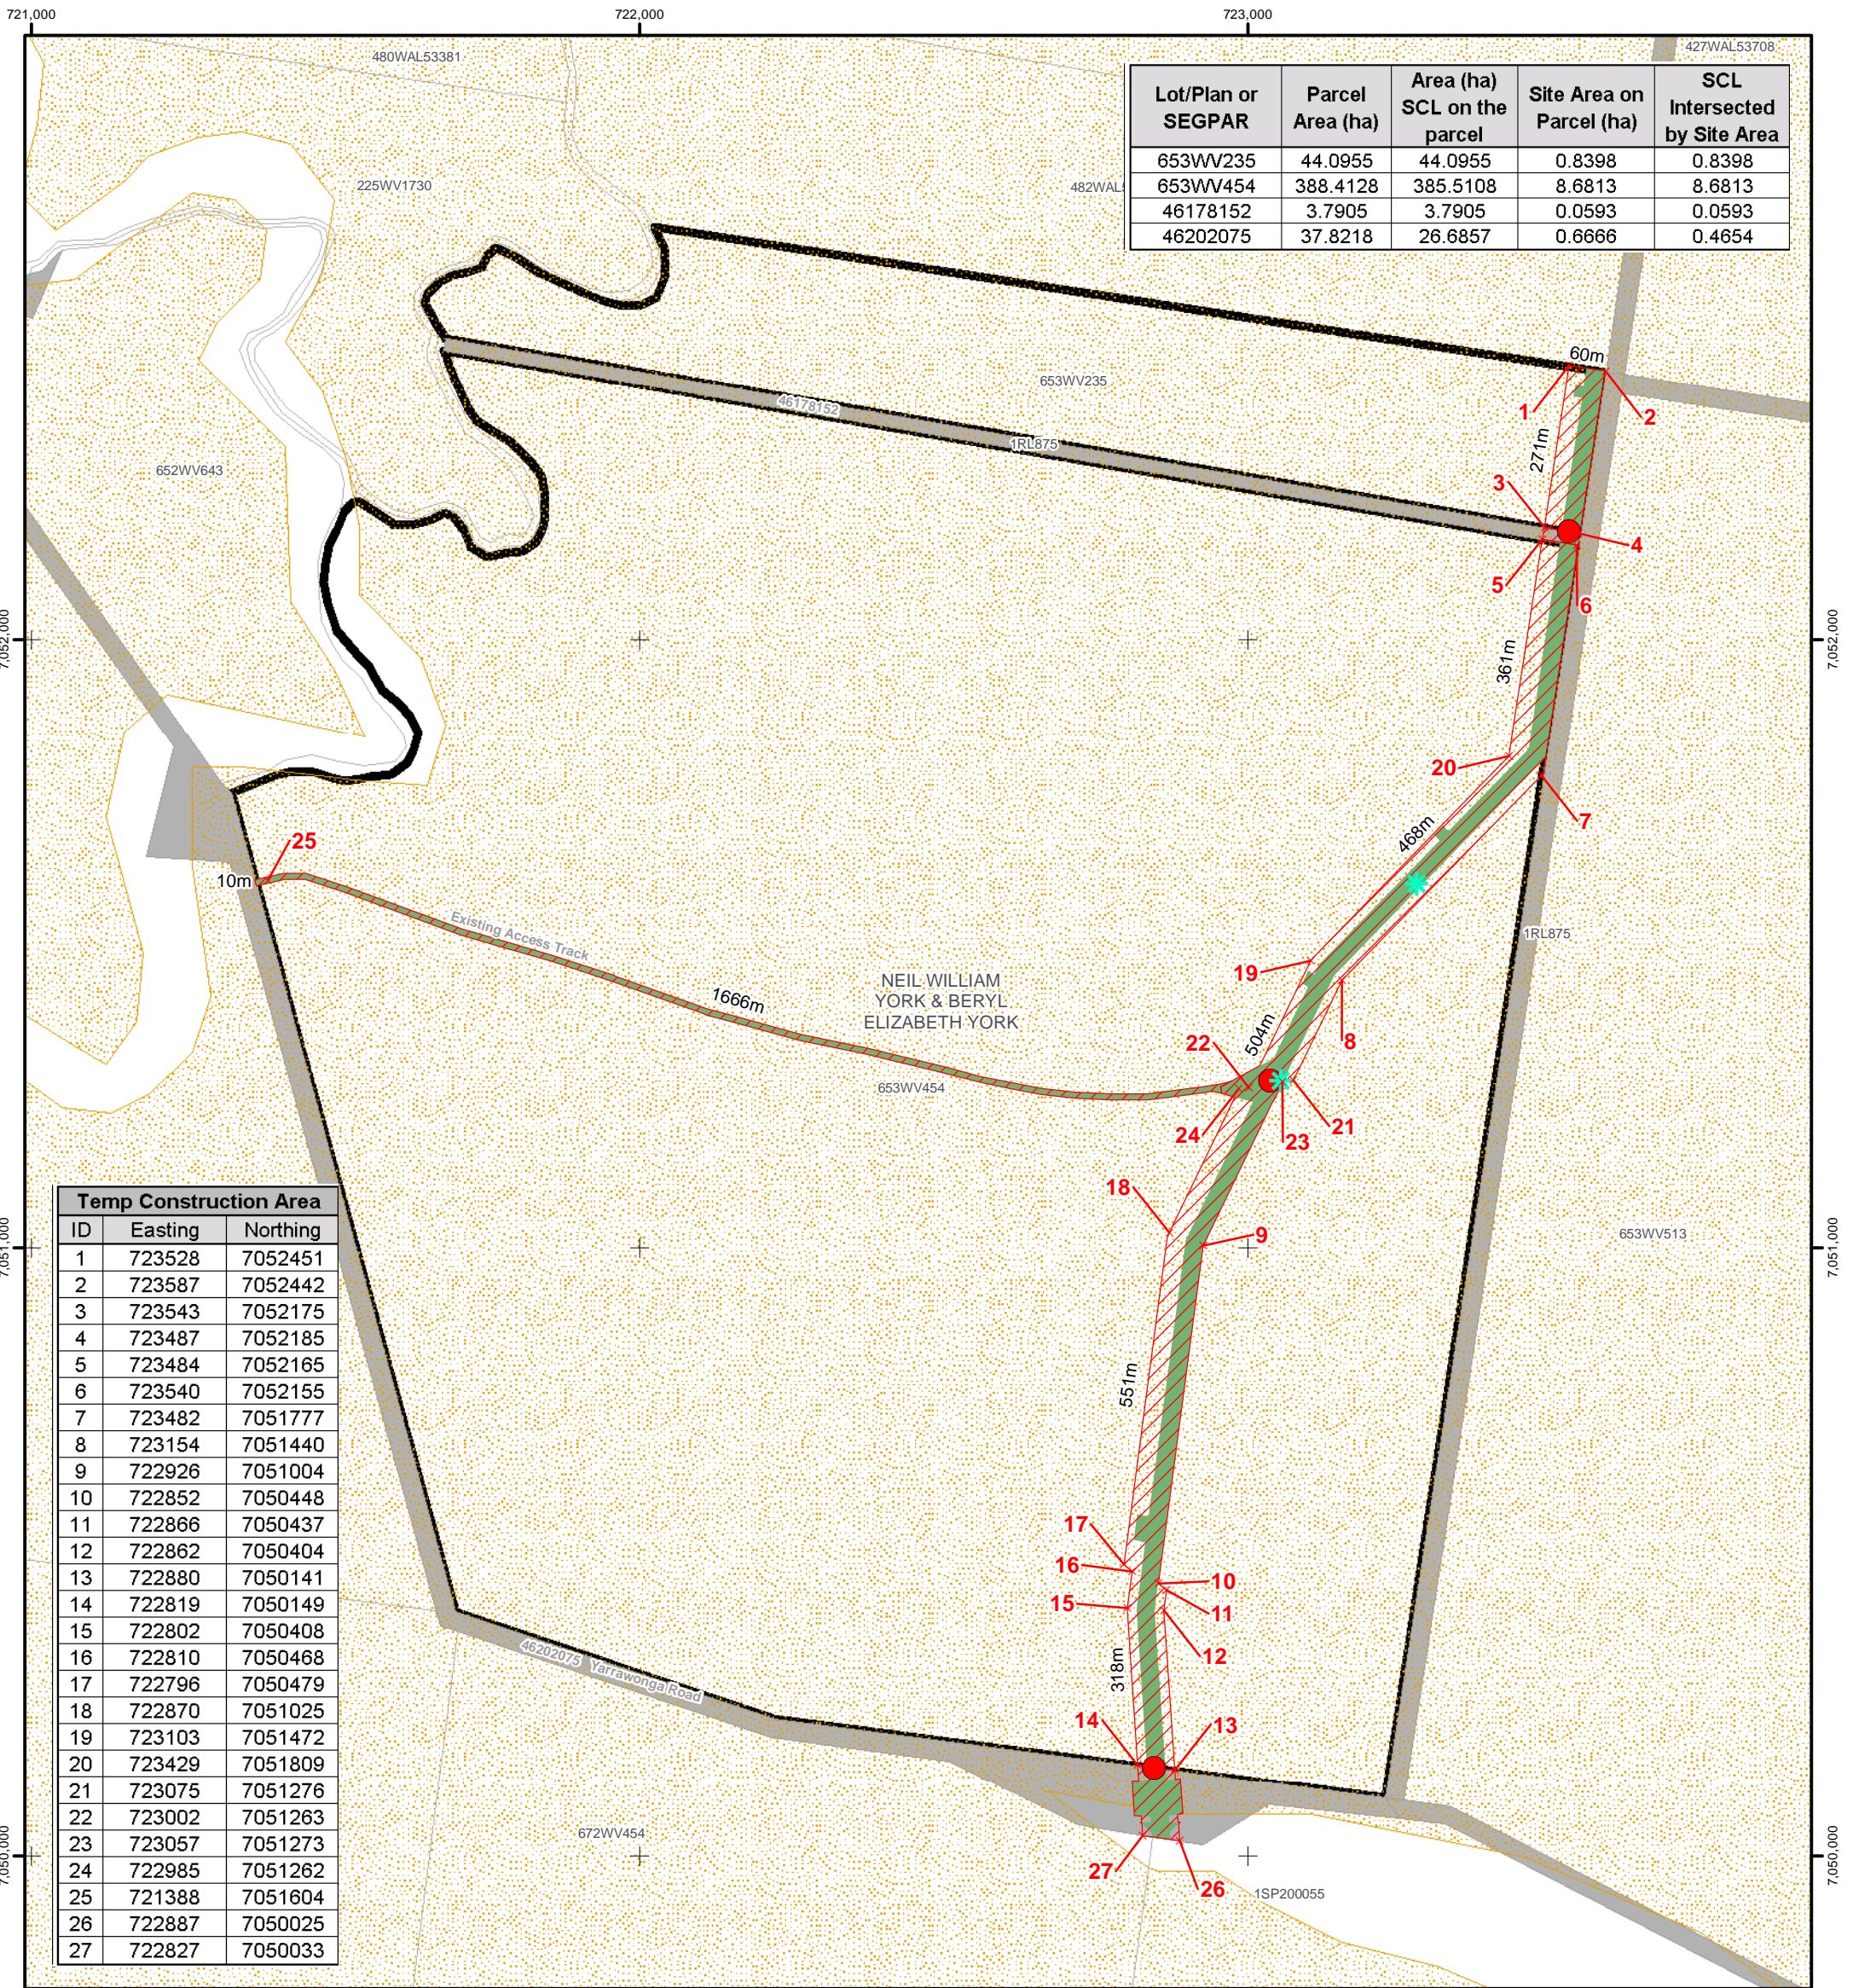 721,000
722,000
723,000
480WAL53381
427WAL53708
Lot/Plan or SEGPAR | Parcel Area (ha) | Area (ha) SCL on the parcel | Site Area on Parcel (ha) | SCL Intersected by Site Area
653WV235 44.0955 44.0955 0.8398 0.8398
653WV454 388.4128 385.5108 8.6813 8.6813
46178152 3.7905 3.7905 0.0593 0.0593
46202075 37.8218 26.6857 0.6666 0.4654
225WV1730
482WAL5
60m
653WV235
46178152
1
2
1RL875
271m
652WV643
3
4
5
6
7,052,000
7,052,000
361m
20
7
468m
25
10m
Existing Access Track
1RL875
19
NEIL WILLIAM
YORK & BERYL
ELIZABETH YORK
1666m
504m
22
8
653WV454
24
21
23
18
9
7,051,000
7,051,000
653WV513
Temp Construction Area
ID Easting Northing
1 723528 7052451
2 723587 7052442
3 723543 7052175
4 723487 7052185
5 723484 7052165
6 723540 7052155
7 723482 7051777
8 723154 7051440
9 722926 7051004
10 722852 7050448
11 722866 7050437
12 722862 7050404
13 722880 7050141
14 722819 7050149
15 722802 7050408
16 722810 7050468
17 722796 7050479
18 722870 7051025
19 723103 7051472
20 723429 7051809
21 723075 7051276
22 723002 7051263
23 723057 7051273
24 722985 7051262
25 721388 7051604
26 722887 7050025
27 722827 7050033
551m
17
16
10
15
11
12
46202075 Yarrawonga Road
318m
14
13
672WV454
7,050,000
7,050,000
27
26
1SP200055